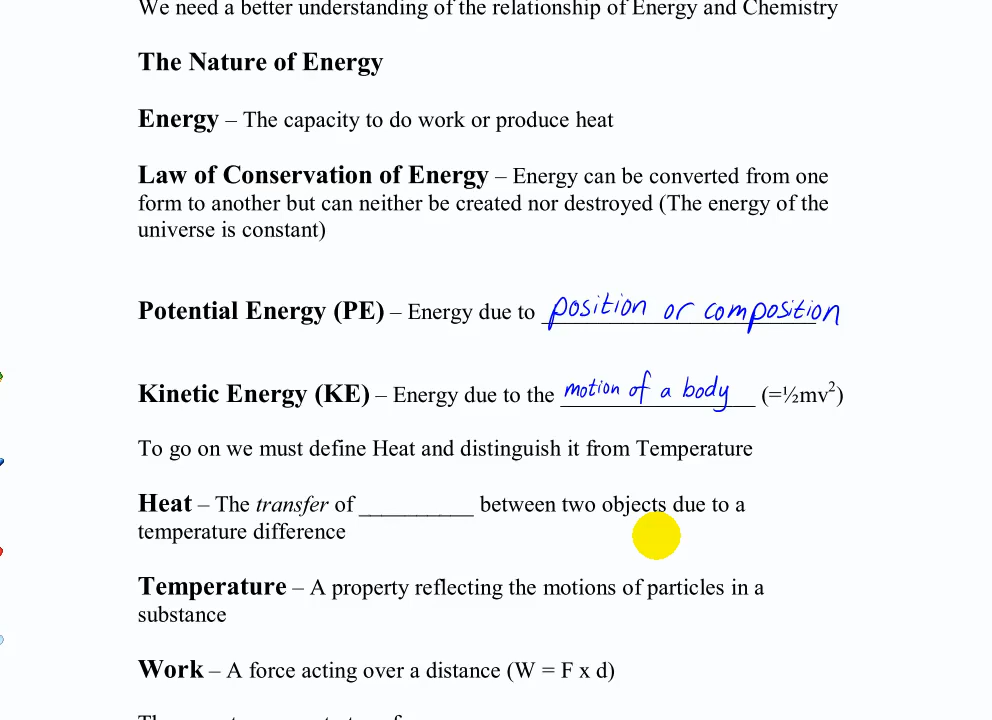 We need a better understanding of the relationship of Energy and Chemistry
The Nature of Energy
Energy – The capacity to do work or produce heat
Law of Conservation of Energy – Energy can be converted from one
form to another but can neither be created nor destroyed (The energy of the
universe is constant)
Potential Energy (PE) – Energy due to position or composition
Kinetic Energy (KE) – Energy due to the motion of a body (=½mv²)
To go on we must define Heat and distinguish it from Temperature
Heat – The transfer of __________ between two objects due to a
temperature difference
Temperature – A property reflecting the motions of particles in a
substance
Work – A force acting over a distance (W = F x d)